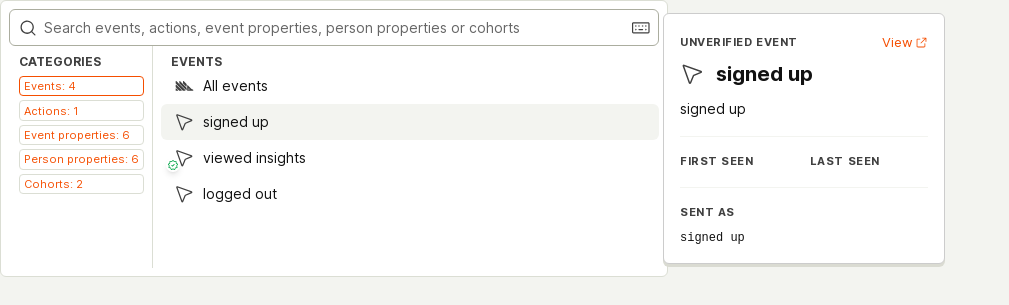 Search events, actions, event properties, person properties or cohorts
CATEGORIES
Events: 4
Actions: 1
Event properties: 6
Person properties: 6
Cohorts: 2
EVENTS
All events
signed up
viewed insights
logged out
UNVERIFIED EVENT
View
signed up
signed up
FIRST SEEN LAST SEEN
SENT AS
signed up